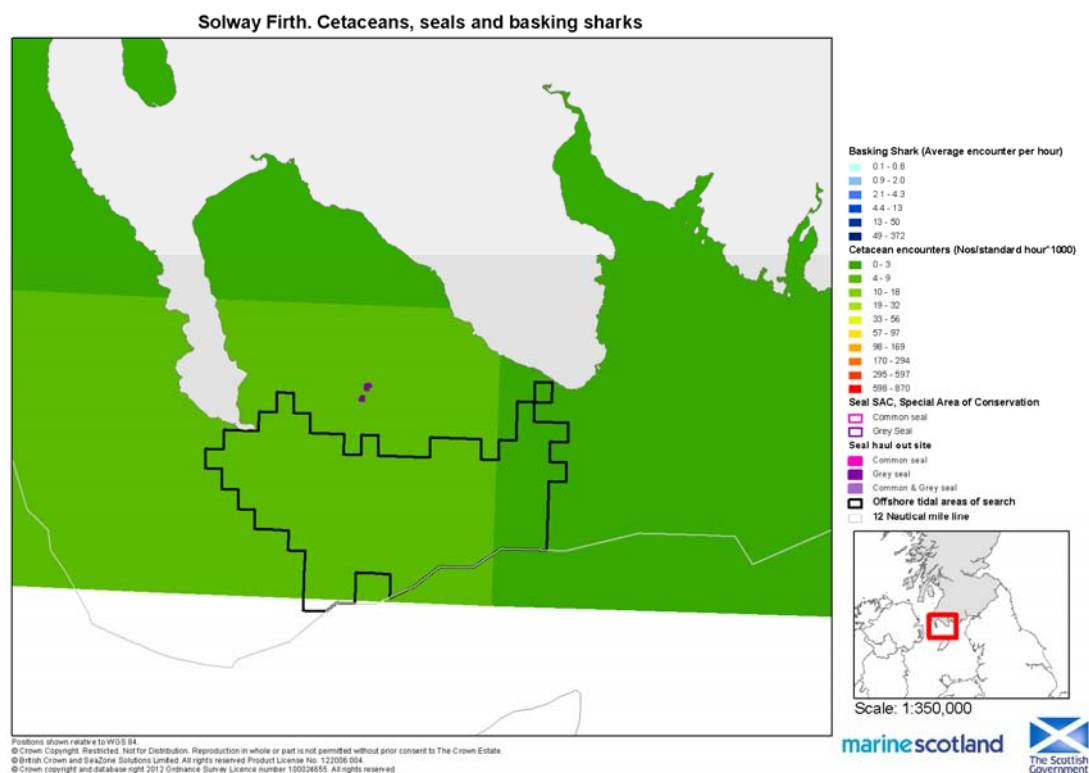 Solway Firth. Cetaceans, seals and basking sharks
Basking Shark (Average encounter per hour)
0.1 - 0.8
0.9 - 2.0
2.1 - 4.3
4.4 - 13
13 - 50
49 - 372
Cetacean encounters (Nos/standard hour*1000)
0 - 3
4 - 9
10 - 18
19 - 32
33 - 56
57 - 97
98 - 169
170 - 294
295 - 597
598 - 870
Seal SAC, Special Area of Conservation
Common seal
Grey Seal
Seal haul out site
Common seal
Grey seal
Common & Grey seal
Offshore tidal areas of search
12 Nautical mile line
Scale: 1:350,000
marinescotland
The Scottish
Government
Positions shown relative to WGS 84.
© Crown Copyright. Restricted. Not for Distribution. Reproduction in whole or part is not permitted without prior consent to The Crown Estate.
© British Crown and SeaZone Solutions Limited. All rights reserved Product License No. 122006.004.
© Crown copyright and database right 2012 Ordnance Survey Licence number 100024655. All rights reserved.